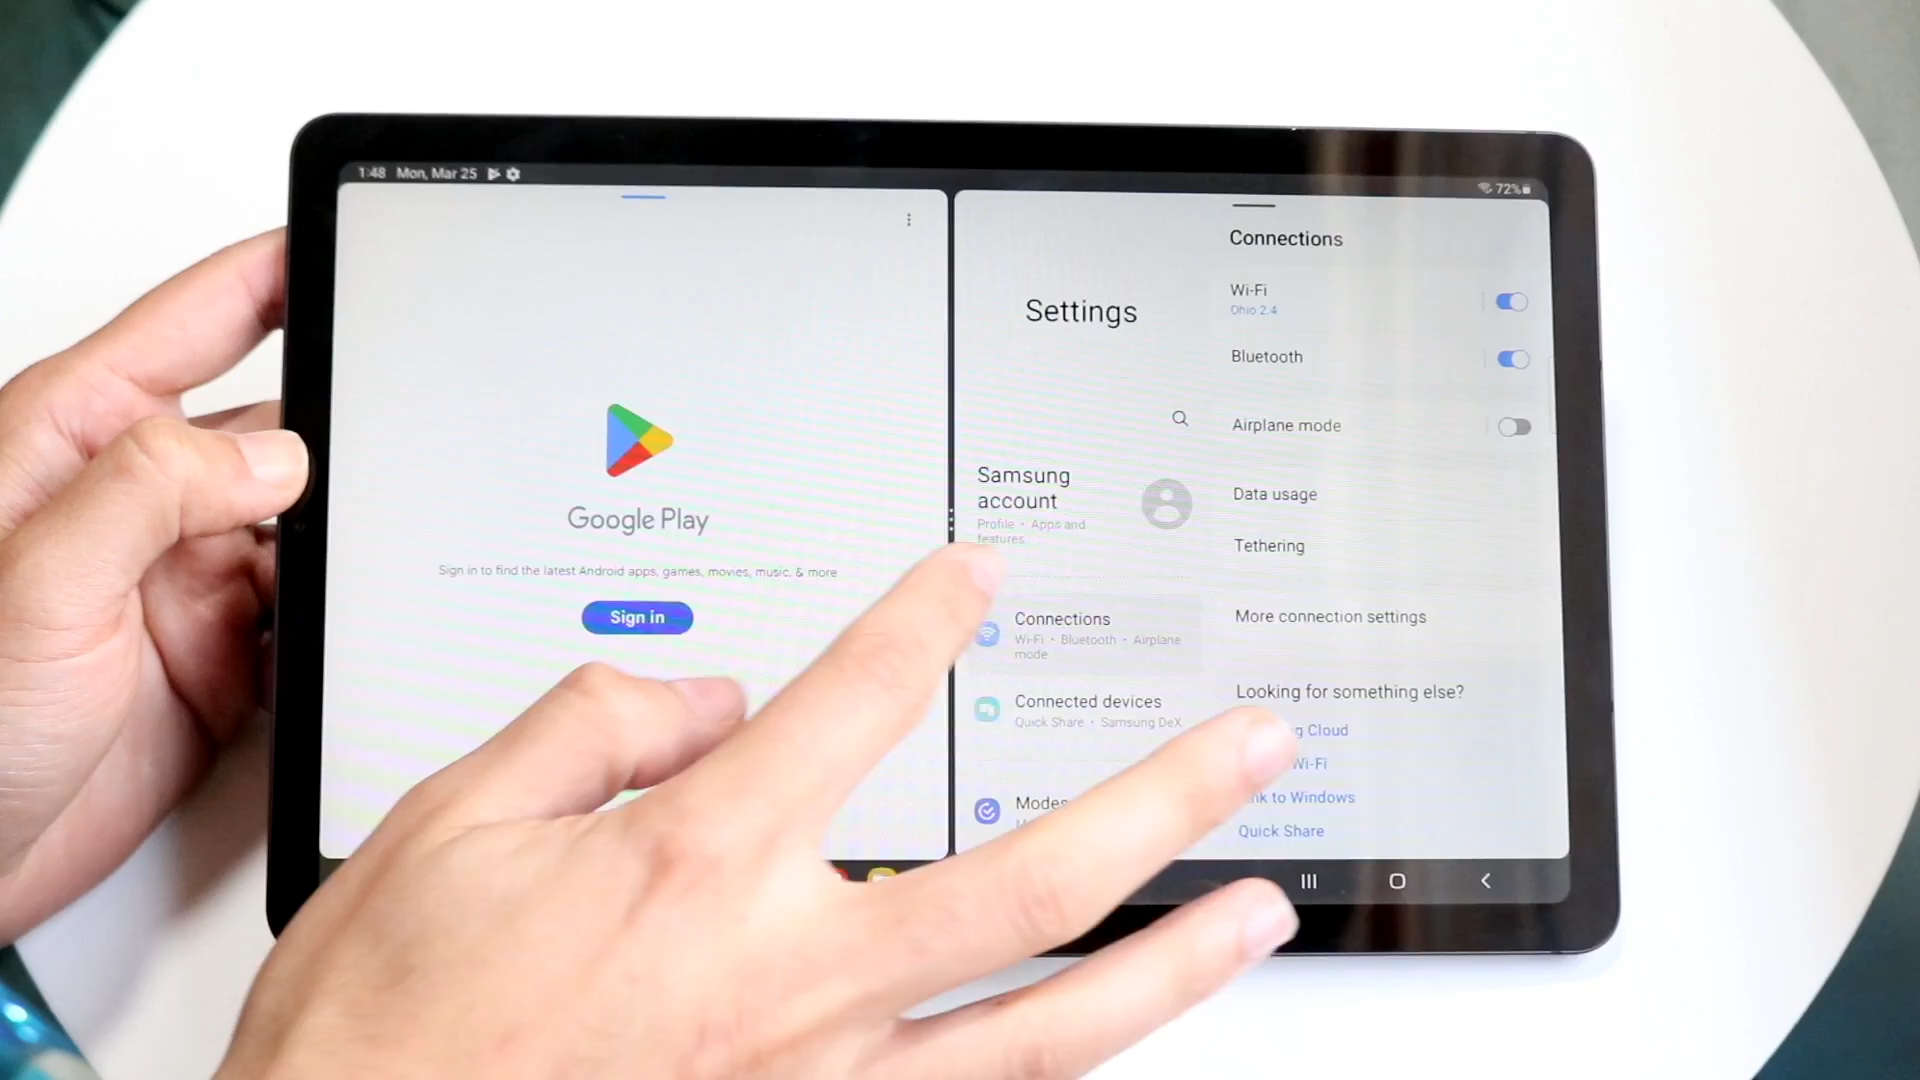 1:48 Mon, Mar 25
72%
Google Play
Sign in to find the latest Android apps, games, movies, music, & more
Sign in
Settings
Samsung
account
Profile • Apps and
features
Connections
Wi-Fi • Bluetooth • Airplane
mode
Connected devices
Quick Share • Samsung DeX
Modes
Connections
Wi-Fi
Ohio 2.4
Bluetooth
Airplane mode
Data usage
Tethering
More connection settings
Looking for something else?
g Cloud
Wi-Fi
nk to Windows
Quick Share